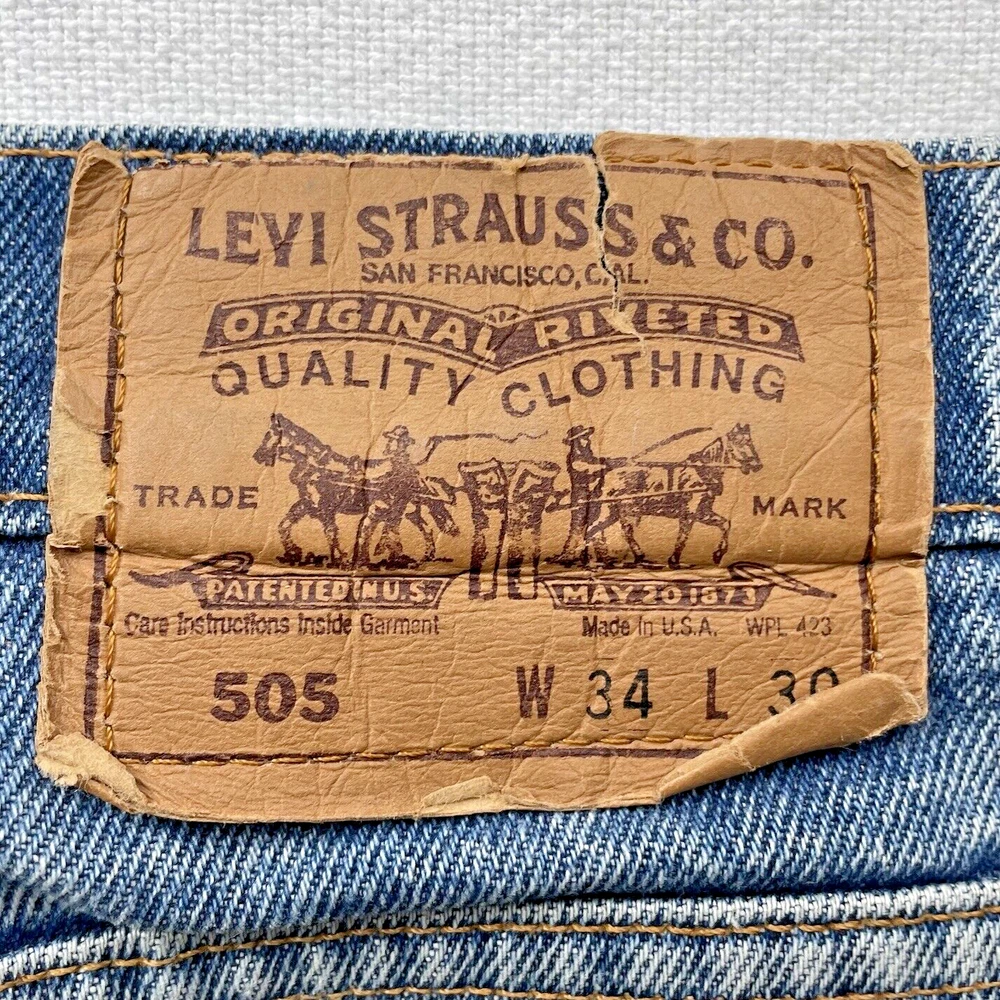 LEVI STRAUSS & CO.
SAN FRANCISCO, CAL.
ORIGINAL RIVETED
QUALITY CLOTHING
TRADE MARK
PATENTED IN U.S. MAY 20 1873
Care Instructions Inside Garment Made in U.S.A. WPL 423
505 W 34 L 30